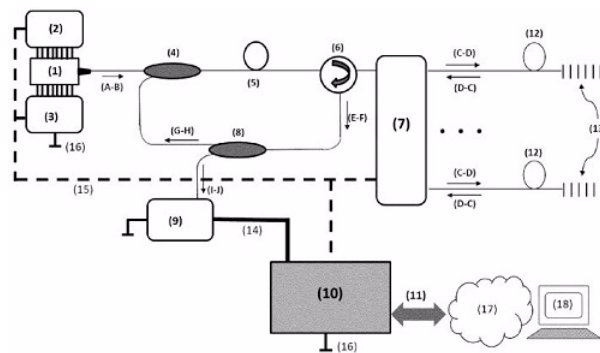 (2)
(4)
(6)
(12)
(1)
(C-D)
(A-B)
(5)
(D-C)
(3)
(E-F)
(7)
(G-H)
(8)
(12)
(16)
(C-D)
(15)
(I-J)
(D-C)
(9)
(14)
(10)
(11)
(17)
(18)
(16)